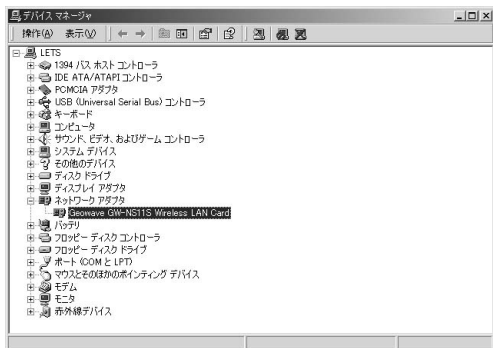 デバイス マネージャ
操作(A) 表示(V)
LETS
1394 バス ホスト コントローラ
IDE ATA/ATAPI コントローラ
PCMCIA アダプタ
USB (Universal Serial Bus) コントローラ
キーボード
コンピュータ
サウンド、ビデオ、およびゲーム コントローラ
システム デバイス
その他のデバイス
ディスク ドライブ
ディスプレイ アダプタ
ネットワーク アダプタ
Geowave GW-NS11S Wireless LAN Card
バッテリ
フロッピー ディスク コントローラ
フロッピー ディスク ドライブ
ポート (COM と LPT)
マウスとそのほかのポインティング デバイス
モデム
モニタ
赤外線デバイス